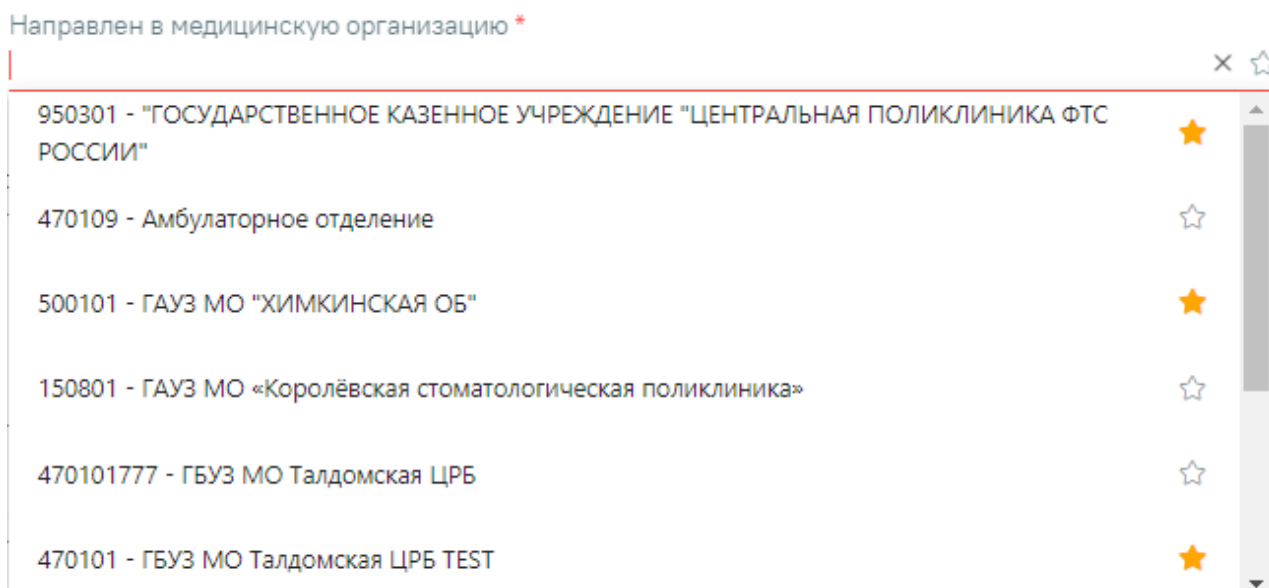 Направлен в медицинскую организацию *
950301 - "ГОСУДАРСТВЕННОЕ КАЗЕННОЕ УЧРЕЖДЕНИЕ "ЦЕНТРАЛЬНАЯ ПОЛИКЛИНИКА ФТС
РОССИИ"
470109 - Амбулаторное отделение
500101 - ГАУЗ МО "ХИМКИНСКАЯ ОБ"
150801 - ГАУЗ МО «Королёвская стоматологическая поликлиника»
470101777 - ГБУЗ МО Талдомская ЦРБ
470101 - ГБУЗ МО Талдомская ЦРБ TEST